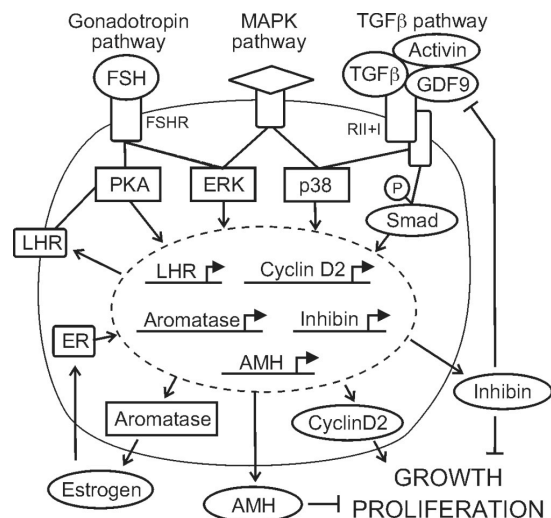 Gonadotropin
pathway
MAPK
pathway
TGFβ pathway
Activin
TGFβ
GDF9
FSH
FSHR
RII+I
PKA
ERK
p38
P
Smad
LHR
LHR
Cyclin D2
Aromatase
Inhibin
AMH
ER
Aromatase
CyclinD2
Inhibin
Estrogen
AMH
GROWTH
PROLIFERATION